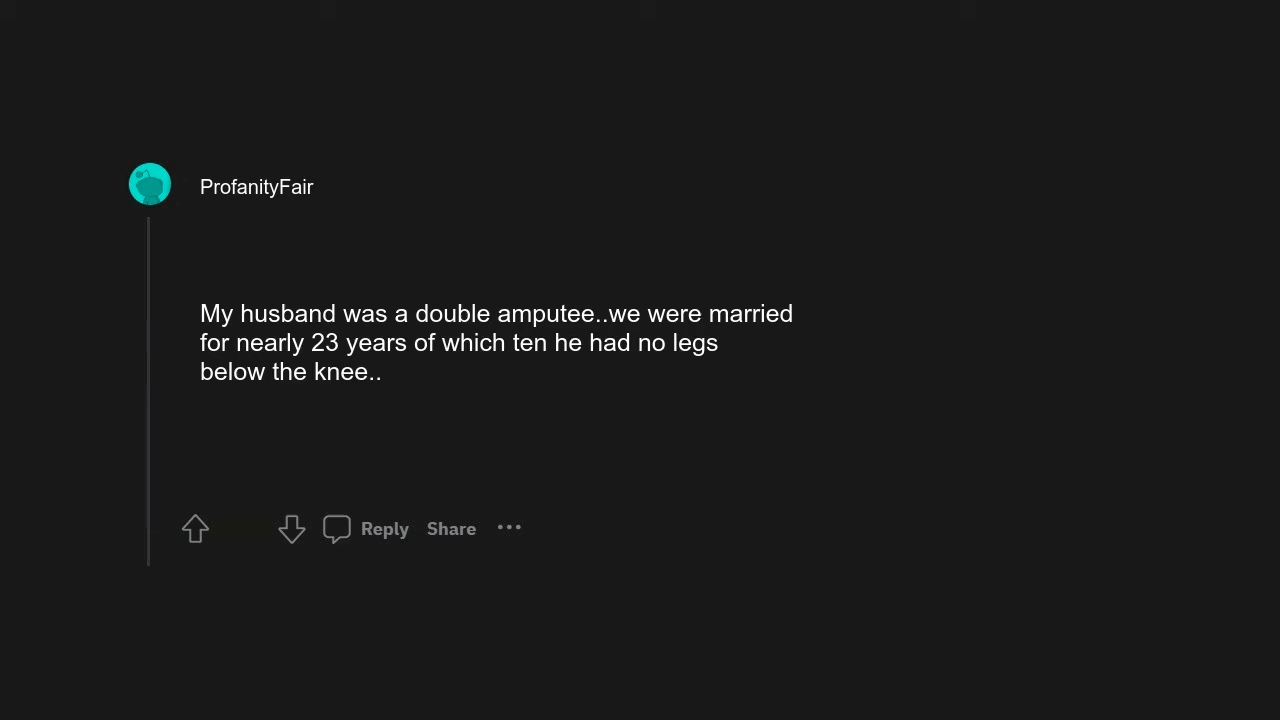 ProfanityFair
My husband was a double amputee..we were married
for nearly 23 years of which ten he had no legs
below the knee..
Reply Share